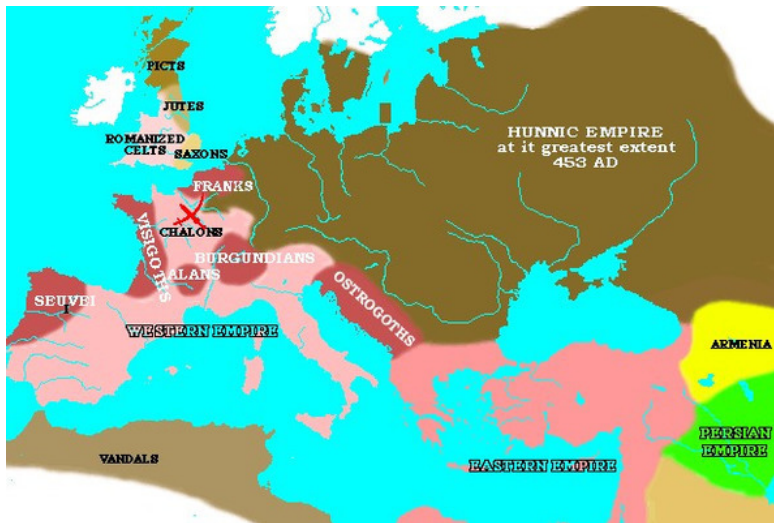 PICTS
JUTES
ROMANIZED
CELTS
SAXONS
HUNNIC EMPIRE
at it greatest extent
453 AD
FRANKS
CHALONS
VISIGOTHS
BURGUNDIANS
ALANS
OSTROGOTHS
SEUVEI
WESTERN EMPIRE
ARMENIA
PERSIAN
EMPIRE
VANDALS
EASTERN EMPIRE